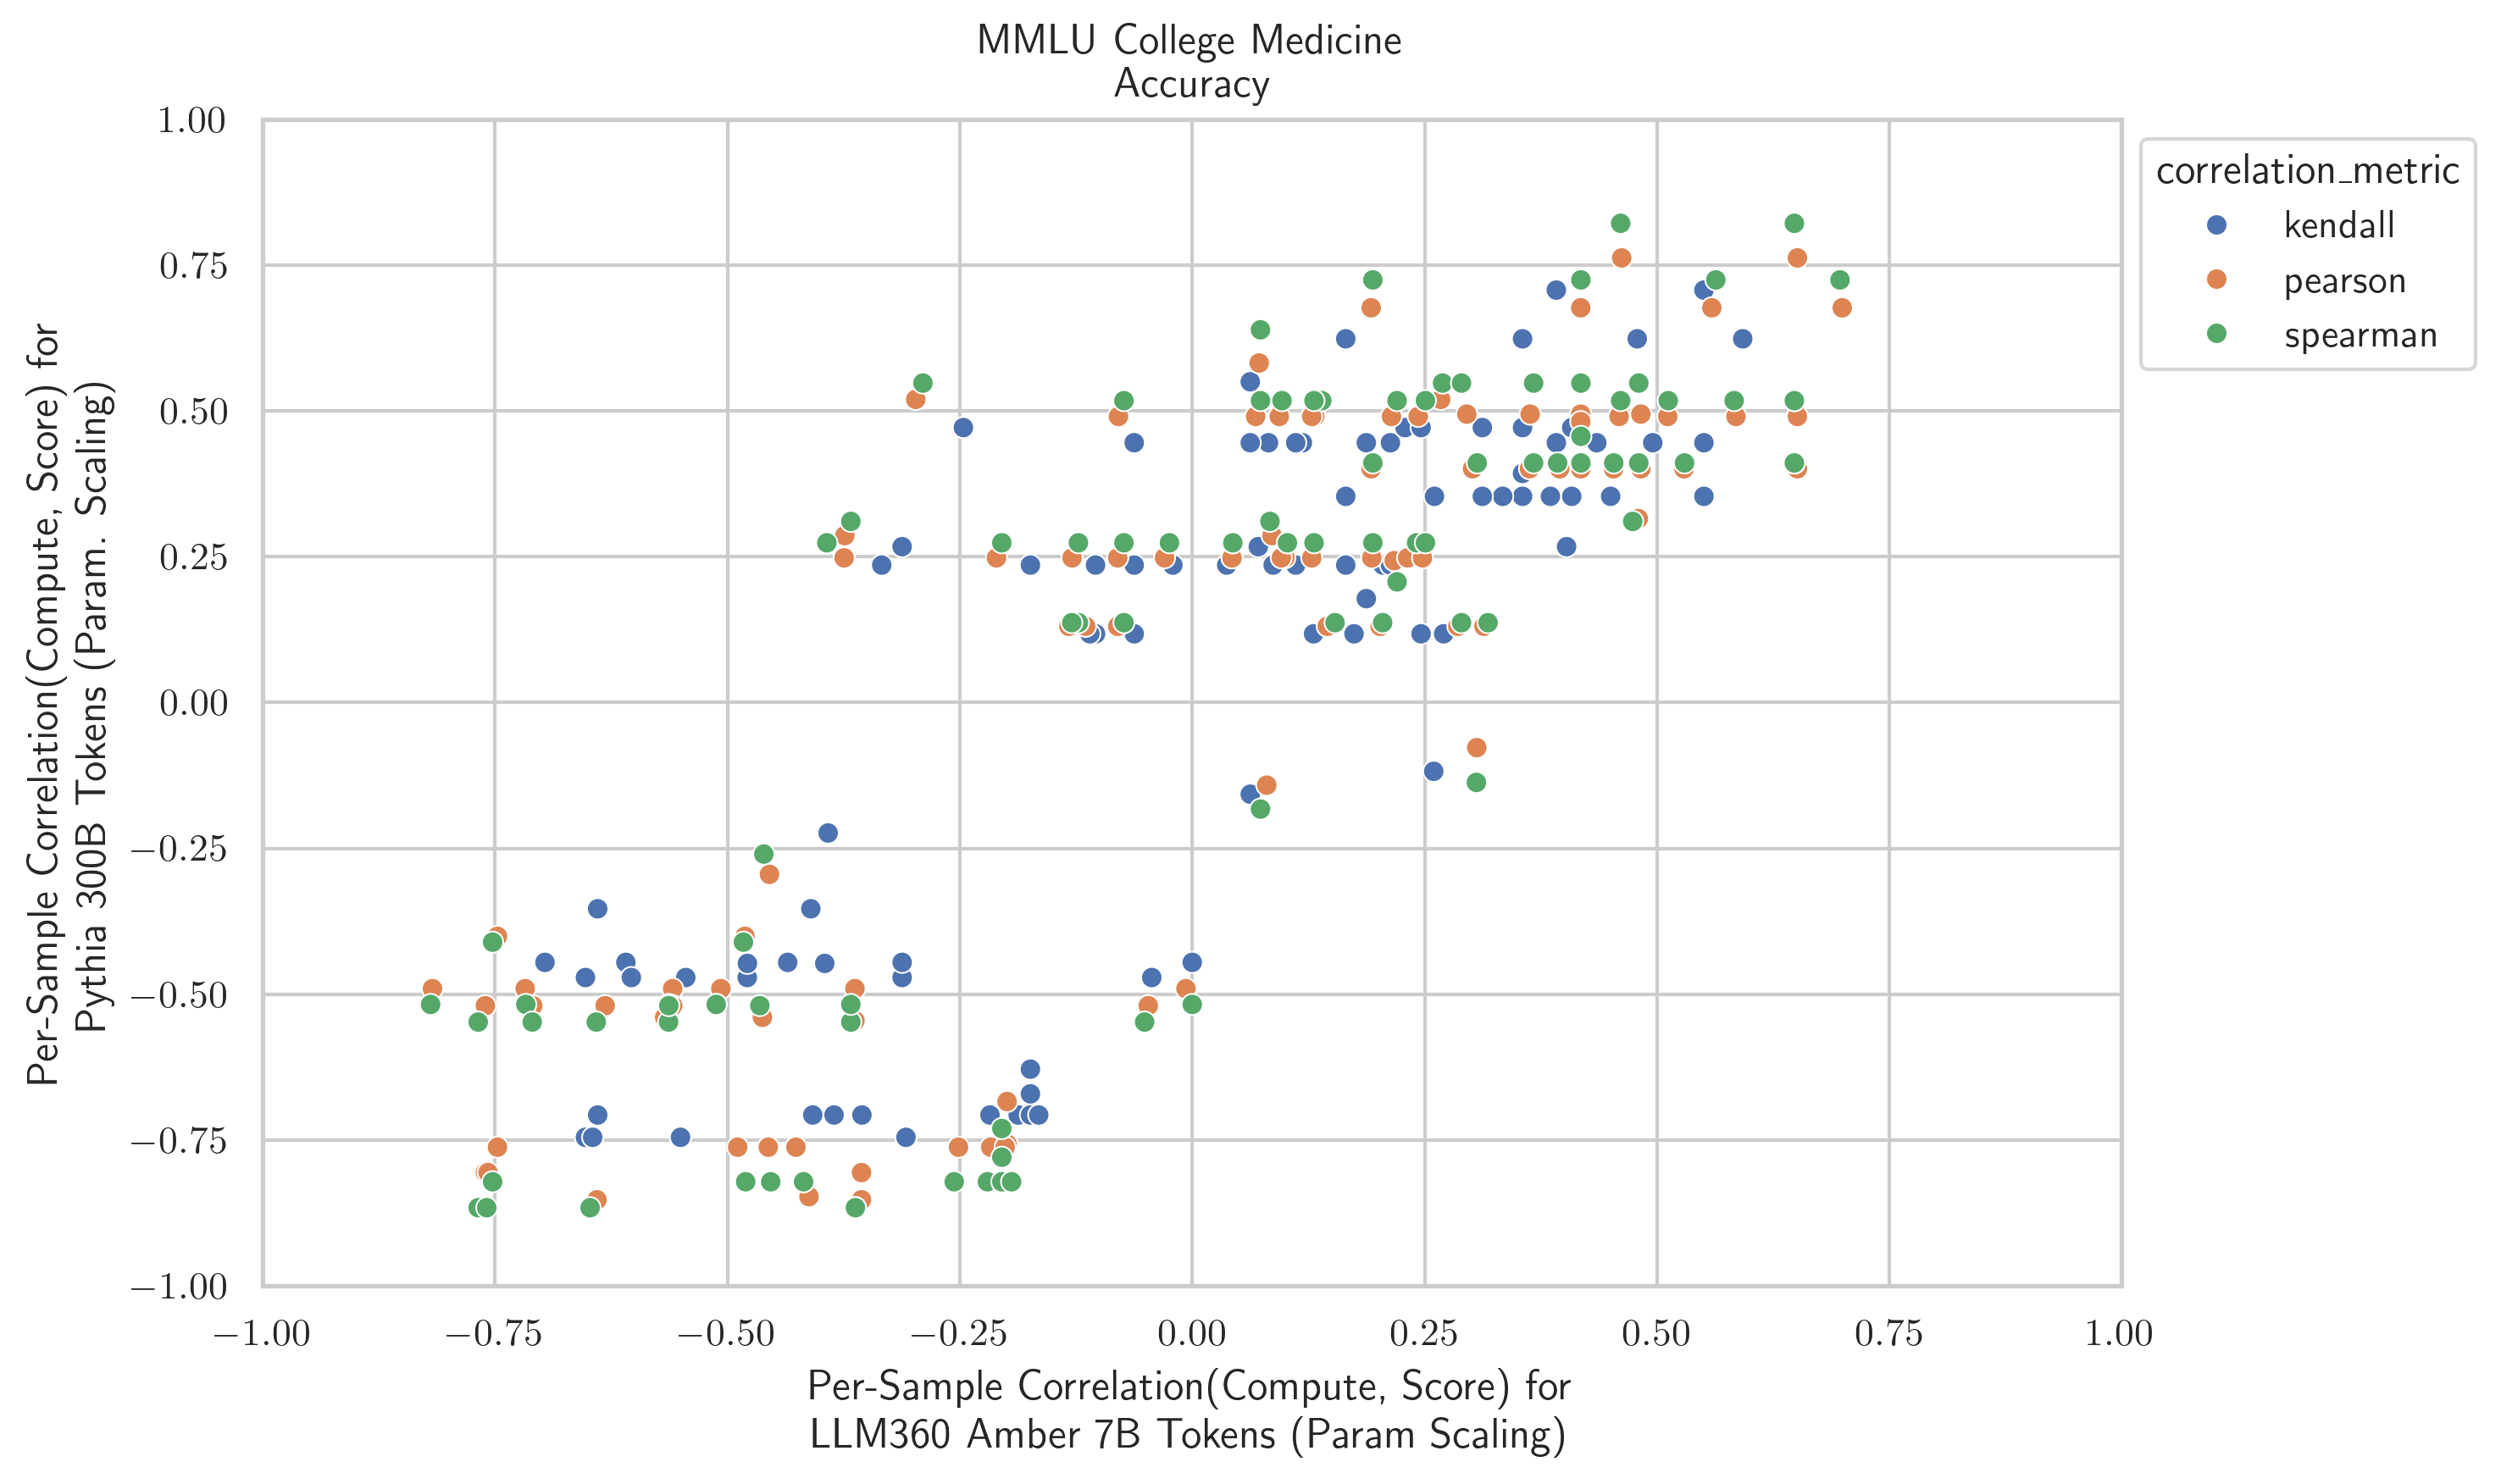 MMLU College Medicine
Accuracy
1.00
0.75
0.50
0.25
0.00
−0.25
−0.50
−0.75
−1.00
Per-Sample Correlation(Compute, Score) for
Pythia 300B Tokens (Param. Scaling)
−1.00 −0.75 −0.50 −0.25 0.00 0.25 0.50 0.75 1.00
Per-Sample Correlation(Compute, Score) for
LLM360 Amber 7B Tokens (Param Scaling)
correlation_metric
kendall
pearson
spearman